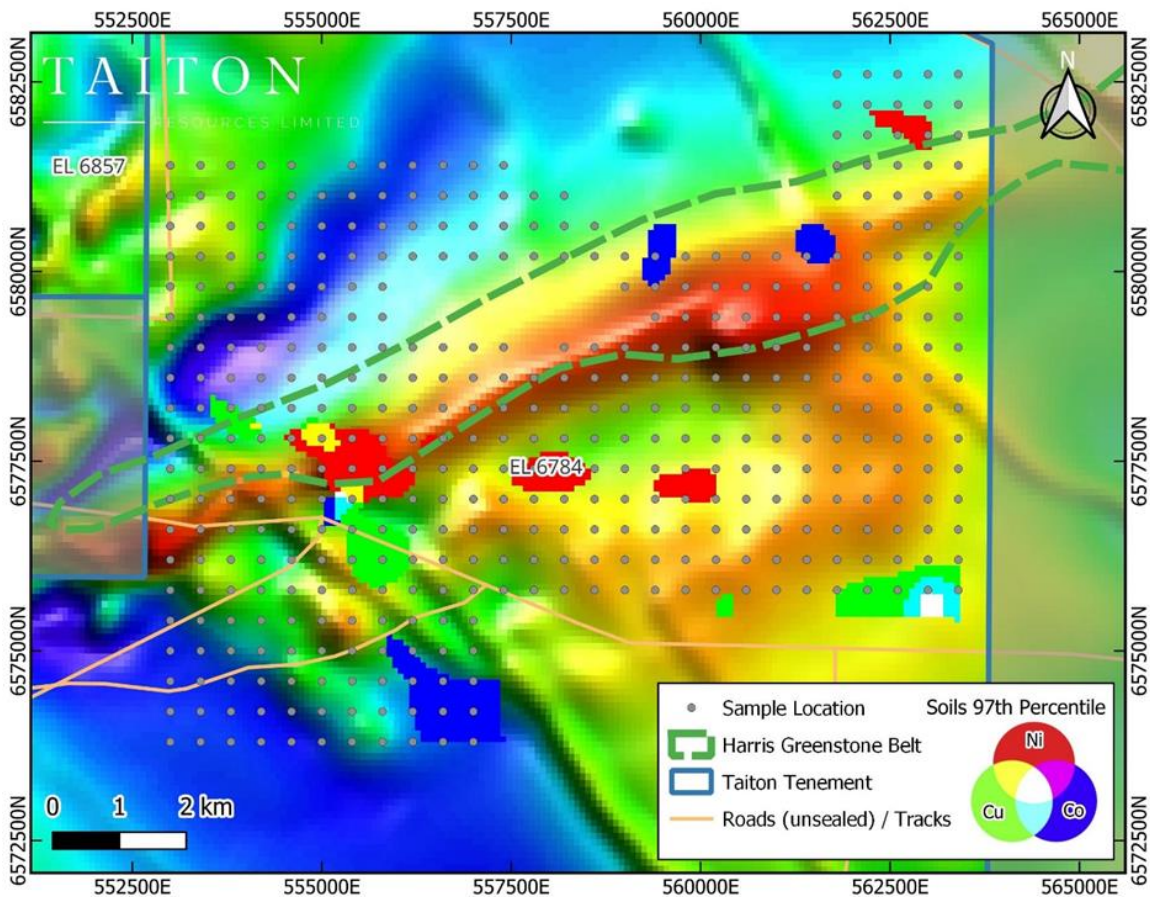 552500E 555000E 557500E 560000E 562500E 565000E
TAITON
RESOURCES LIMITED
N
6582500N
6582500N
EL 6857
6580000N
6580000N
6577500N
EL 6784
6577500N
6575000N
6575000N
Sample Location
Harris Greenstone Belt
Taiton Tenement
Roads (unsealed) / Tracks
Soils 97th Percentile
Ni
Cu
Co
0 1 2 km
6572500N
6572500N
552500E 555000E 557500E 560000E 562500E 565000E